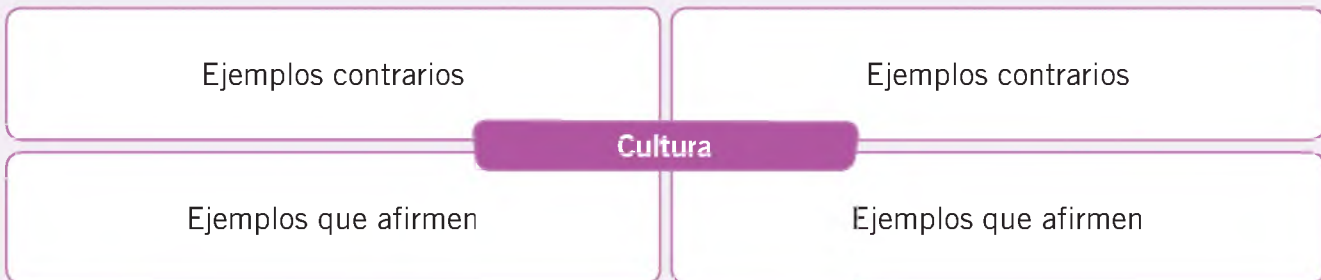 Ejemplos contrarios
Ejemplos contrarios
Cultura
Ejemplos que afirmen
Ejemplos que afirmen